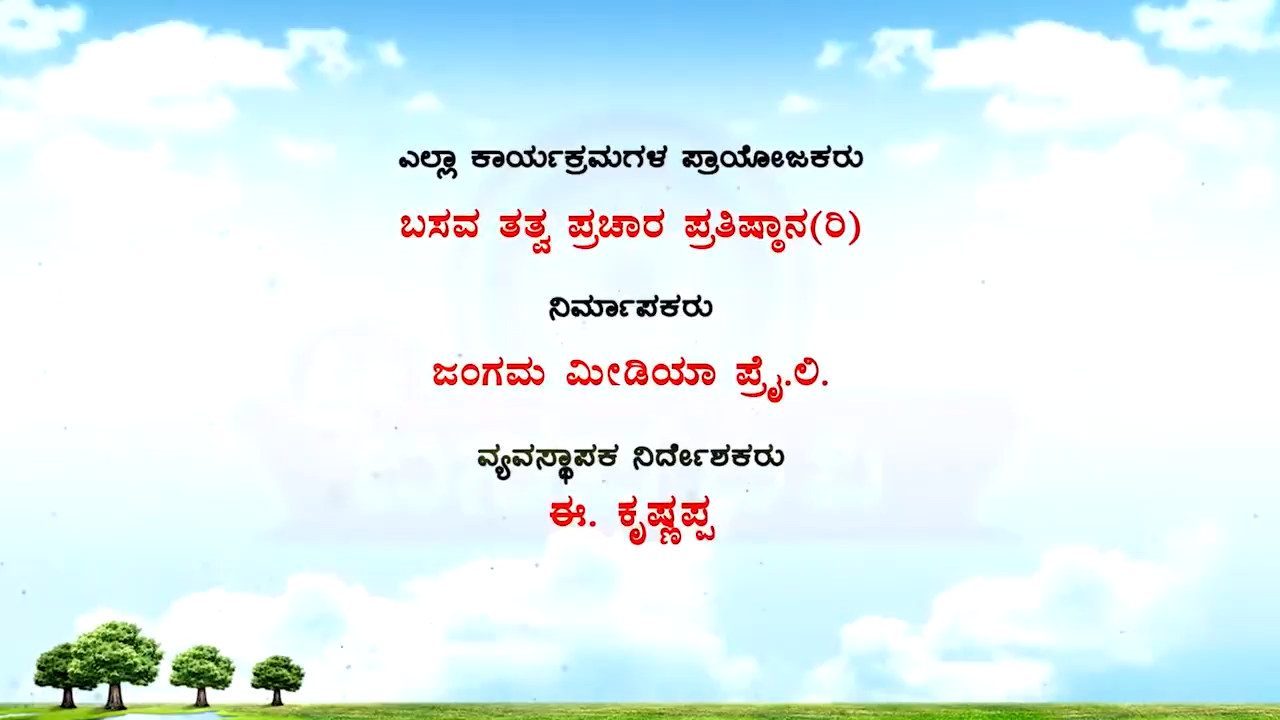 ಎಲ್ಲಾ ಕಾರ್ಯಕ್ರಮಗಳ ಪ್ರಾಯೋಜಕರು
ಬಸವ ತತ್ವ ಪ್ರಚಾರ ಪ್ರತಿಷ್ಠಾನ(ರಿ)
ನಿರ್ಮಾಪಕರು
ಜಂಗಮ ಮೀಡಿಯಾ ಪ್ರೈ.ಲಿ.
ವ್ಯವಸ್ಥಾಪಕ ನಿರ್ದೇಶಕರು
ಈ. ಕೃಷ್ಣಪ್ಪ